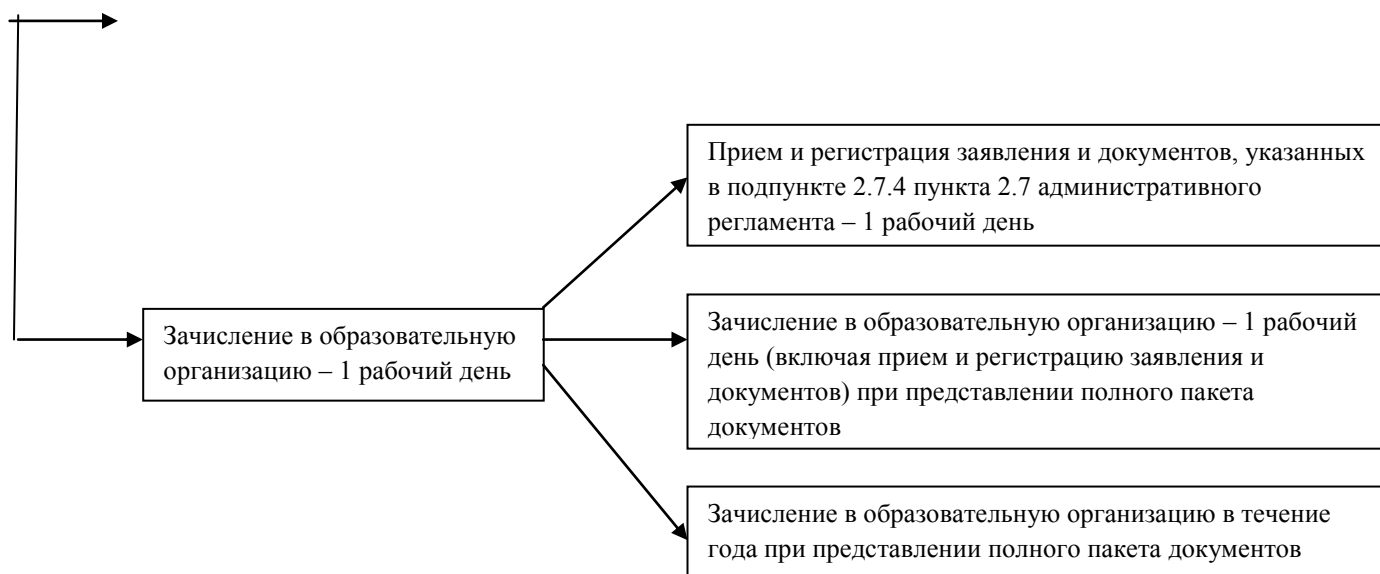 Прием и регистрация заявления и документов, указанных
в подпункте 2.7.4 пункта 2.7 административного
регламента – 1 рабочий день
Зачисление в образовательную
организацию – 1 рабочий день
Зачисление в образовательную организацию – 1 рабочий
день (включая прием и регистрацию заявления и
документов) при представлении полного пакета
документов
Зачисление в образовательную организацию в течение
года при представлении полного пакета документов